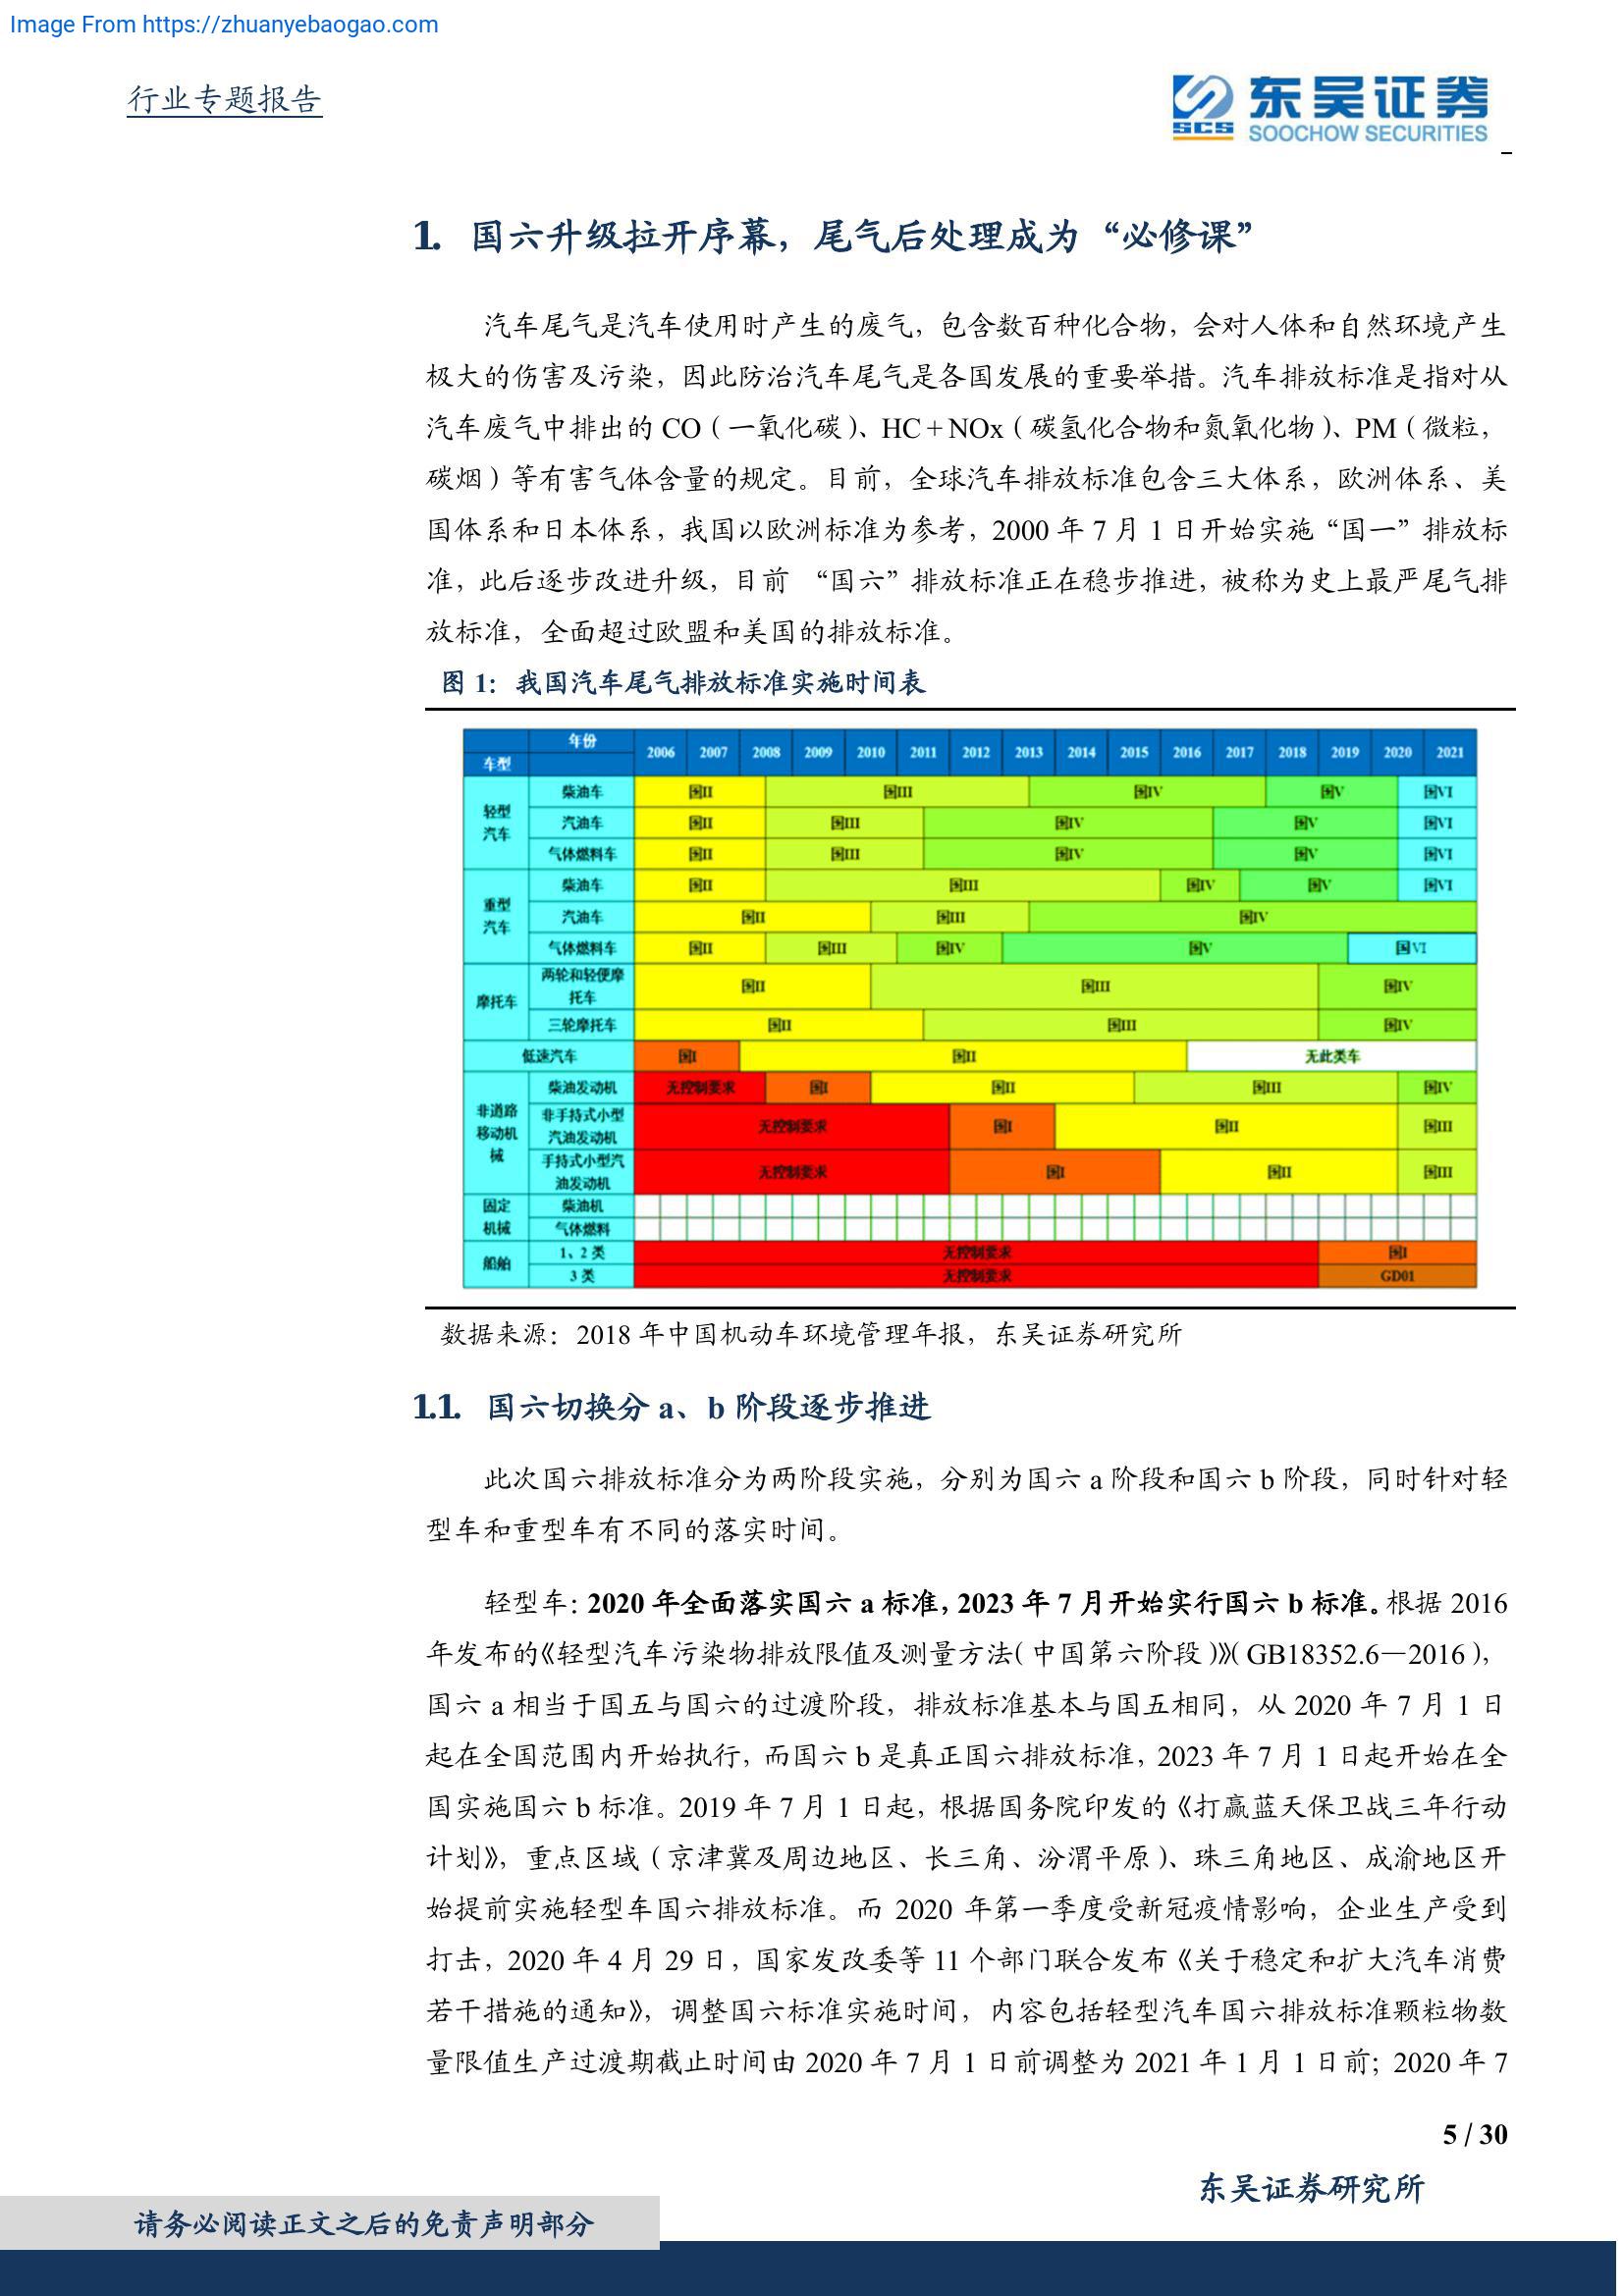 Image From https://zhuanyebaogao.com
行业专题报告
SCS
东吴证券
SOOCHOW SECURITIES
1. 国六升级拉开序幕，尾气后处理成为“必修课”
汽车尾气是汽车使用时产生的废气，包含数百种化合物，会对人体和自然环境产生
极大的伤害及污染，因此防治汽车尾气是各国发展的重要举措。汽车排放标准是指对从
汽车废气中排出的 CO（一氧化碳）、HC+NOx（碳氢化合物和氮氧化物）、PM（微粒，
碳烟）等有害气体含量的规定。目前，全球汽车排放标准包含三大体系，欧洲体系、美
国体系和日本体系，我国以欧洲标准为参考，2000 年 7 月 1 日开始实施“国一”排放标
准，此后逐步改进升级，目前 “国六”排放标准正在稳步推进，被称为史上最严尾气排
放标准，全面超过欧盟和美国的排放标准。
图 1：我国汽车尾气排放标准实施时间表
年份
车型
2006 2007 2008 2009 2010 2011 2012 2013 2014 2015 2016 2017 2018 2019 2020 2021
轻型汽车
柴油车 国II 国III 国IV 国V 国VI
汽油车 国II 国III 国IV 国V 国VI
气体燃料车 国II 国III 国IV 国V 国VI
重型汽车
柴油车 国II 国III 国IV 国V 国VI
汽油车 国II 国III 国IV
气体燃料车 国II 国III 国IV 国V 国VI
摩托车
两轮和轻便摩托车 国II 国III 国IV
三轮摩托车 国II 国III 国IV
低速汽车 国I 国II 无此类车
非道路移动机械
柴油发动机 无控制要求 国I 国II 国III 国IV
非手持式小型汽油发动机 无控制要求 国I 国II 国III
手持式小型汽油发动机 无控制要求 国I 国II 国III
固定机械
柴油机
气体燃料
船舶
1、2 类 无控制要求 国I
3 类 无控制要求 GD01
数据来源：2018 年中国机动车环境管理年报，东吴证券研究所
1.1. 国六切换分 a、b 阶段逐步推进
此次国六排放标准分为两阶段实施，分别为国六 a 阶段和国六 b 阶段，同时针对轻
型车和重型车有不同的落实时间。
轻型车：2020 年全面落实国六 a 标准，2023 年 7 月开始实行国六 b 标准。根据 2016
年发布的《轻型汽车污染物排放限值及测量方法（中国第六阶段）》（GB18352.6—2016），
国六 a 相当于国五与国六的过渡阶段，排放标准基本与国五相同，从 2020 年 7 月 1 日
起在全国范围内开始执行，而国六 b 是真正国六排放标准，2023 年 7 月 1 日起开始在全
国实施国六 b 标准。2019 年 7 月 1 日起，根据国务院印发的《打赢蓝天保卫战三年行动
计划》，重点区域（京津冀及周边地区、长三角、汾渭平原）、珠三角地区、成渝地区开
始提前实施轻型车国六排放标准。而 2020 年第一季度受新冠疫情影响，企业生产受到
打击，2020 年 4 月 29 日，国家发改委等 11 个部门联合发布《关于稳定和扩大汽车消费
若干措施的通知》，调整国六标准实施时间，内容包括轻型汽车国六排放标准颗粒物数
量限值生产过渡期截止时间由 2020 年 7 月 1 日前调整为 2021 年 1 月 1 日前；2020 年 7
5 / 30
东吴证券研究所
请务必阅读正文之后的免责声明部分